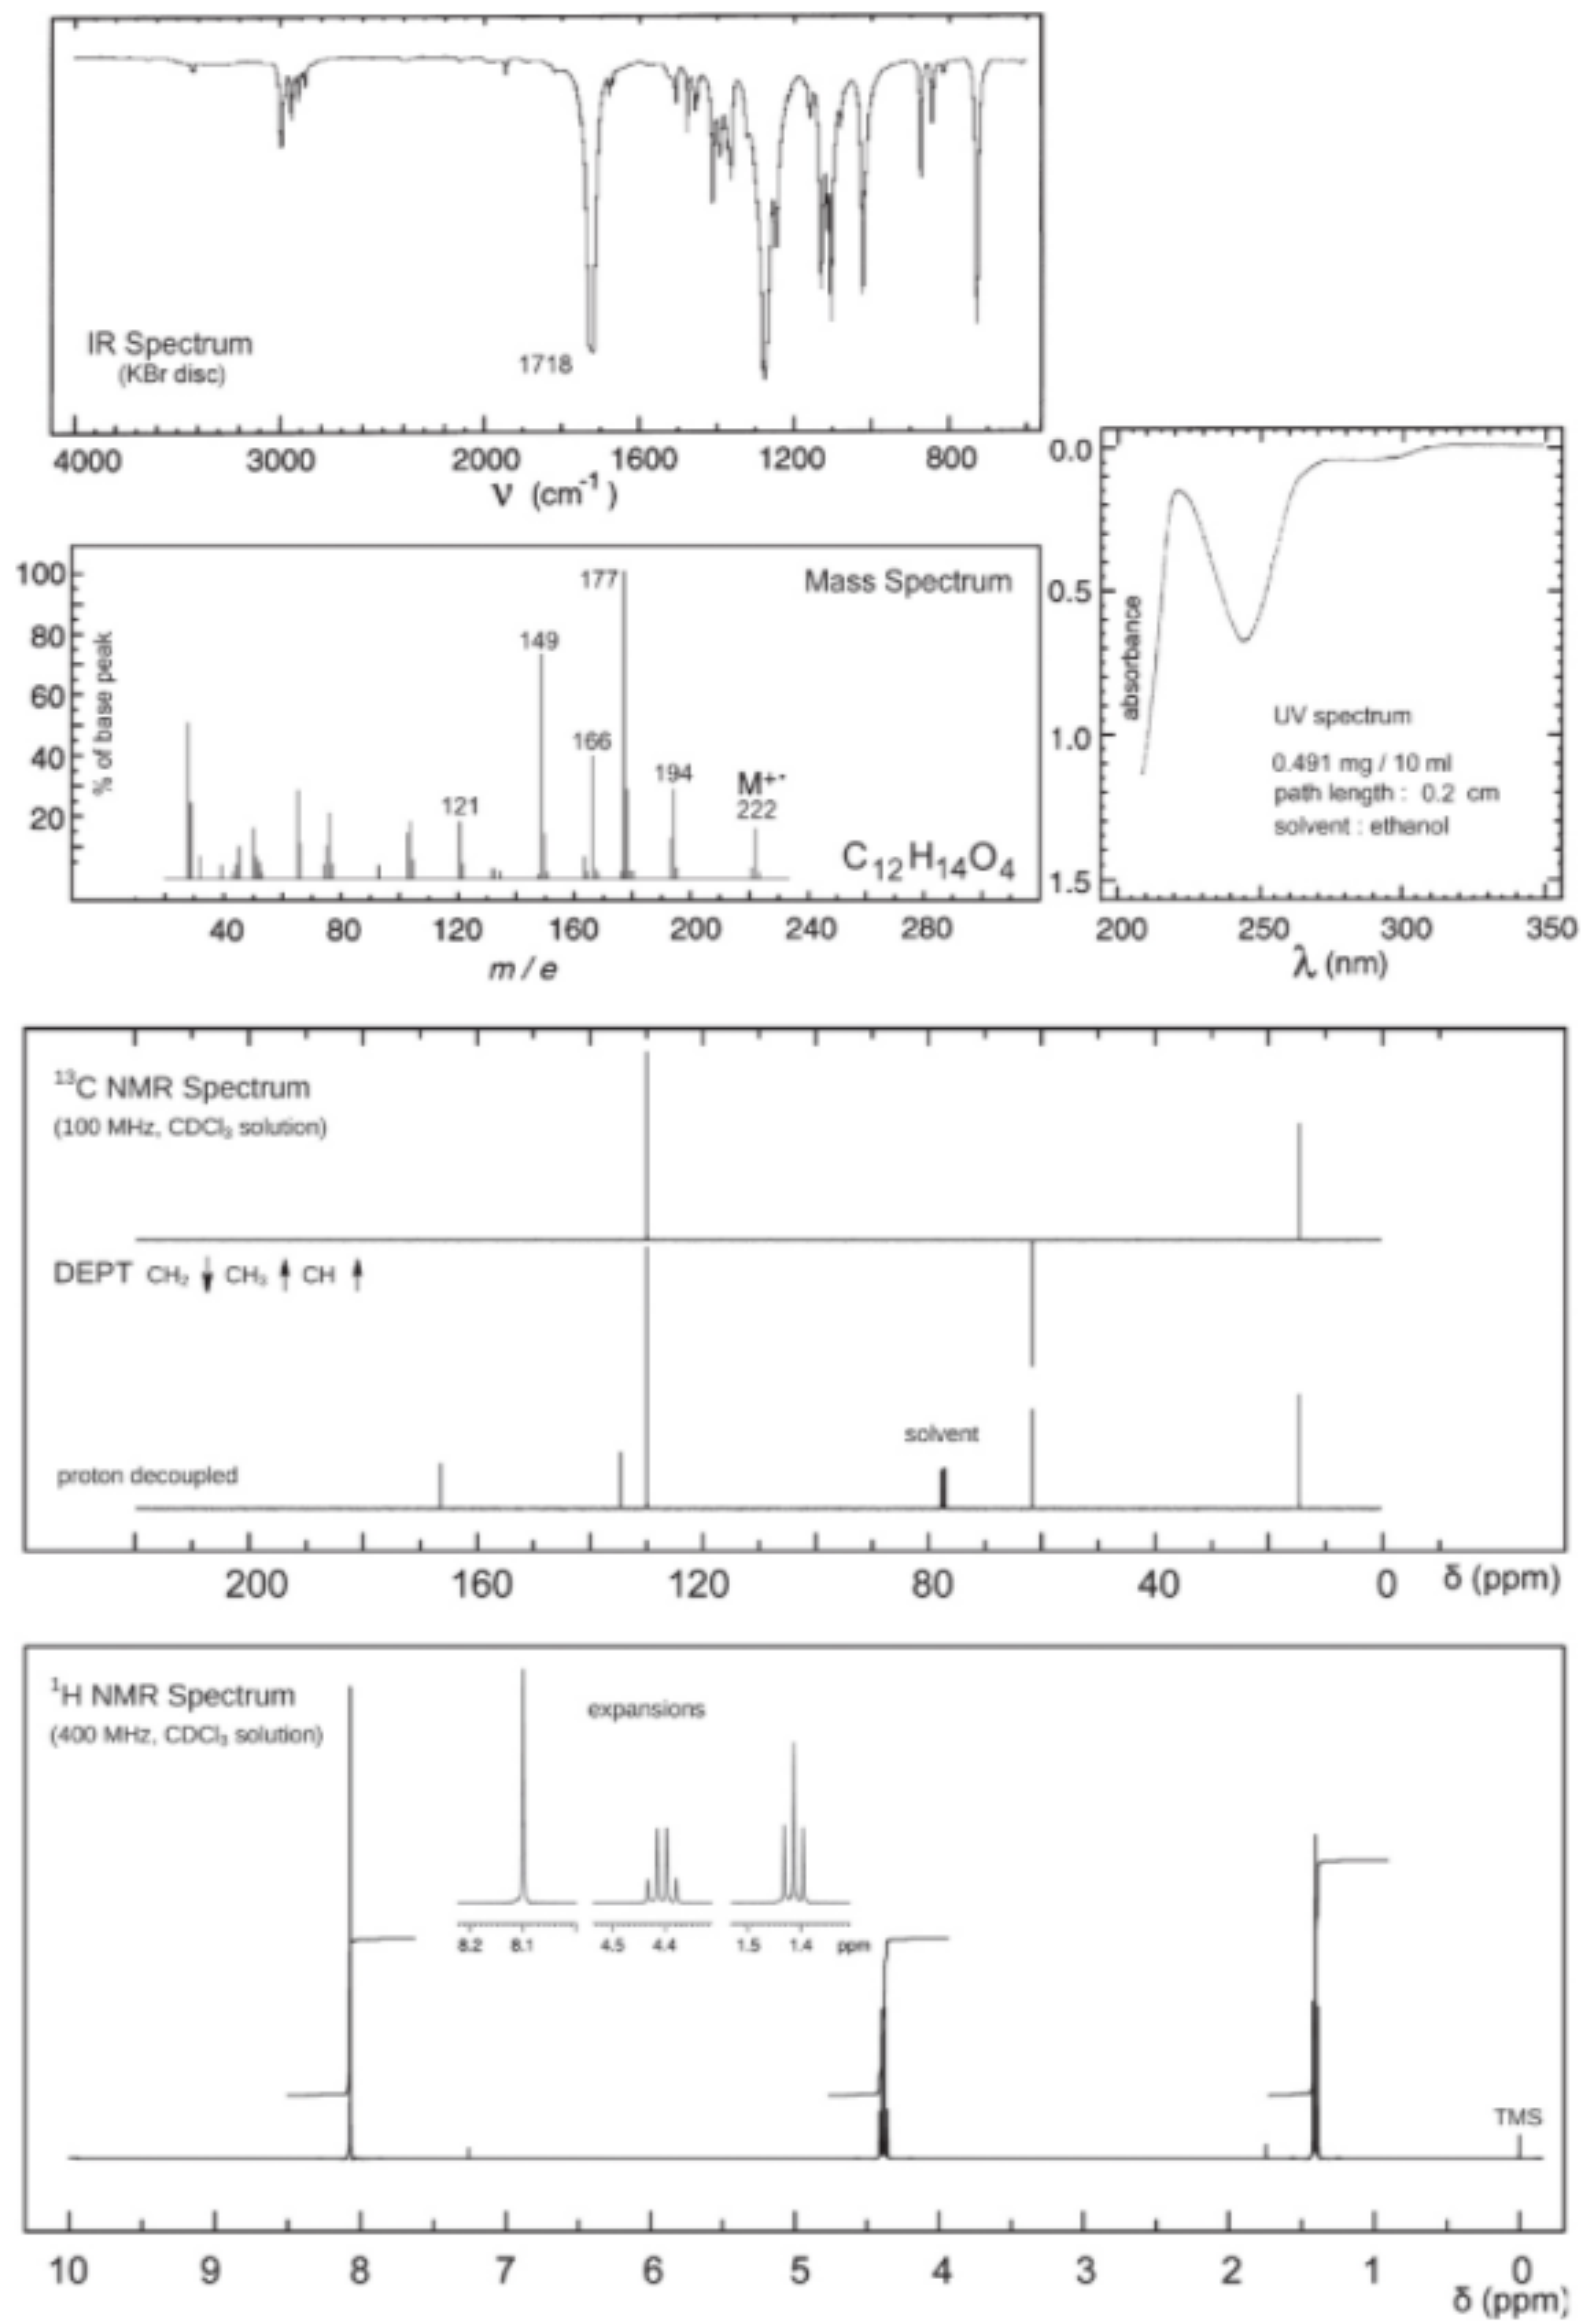 IR Spectrum
(KBr disc)
1718
4000 3000 2000 1600 1200 800
ν (cm⁻¹)
100
80
60
40
20
% of base peak
Mass Spectrum
177
149
166
194
M⁺·
222
121
C₁₂H₁₄O₄
40 80 120 160 200 240 280
m / e
0.0
0.5
1.0
1.5
absorbance
UV spectrum
0.491 mg / 10 ml
path length : 0.2 cm
solvent : ethanol
200 250 300 350
λ (nm)
¹³C NMR Spectrum
(100 MHz, CDCl₃ solution)
DEPT CH₂ ↓ CH₃ ↑ CH ↑
solvent
proton decoupled
200 160 120 80 40 0 δ (ppm)
¹H NMR Spectrum
(400 MHz, CDCl₃ solution)
expansions
8.2 8.1 4.5 4.4 1.5 1.4 ppm
TMS
10 9 8 7 6 5 4 3 2 1 0
δ (ppm)